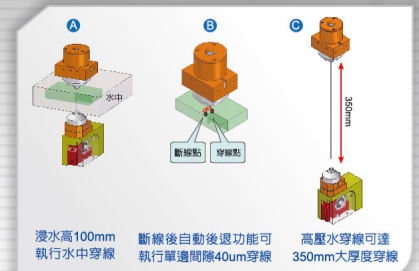 A
B
C
水中
斷線點
穿線點
350mm
浸水高100mm
執行水中穿線
斷線後自動後退功能可
執行單邊間隙40um穿線
高壓水穿線可達
350mm大厚度穿線